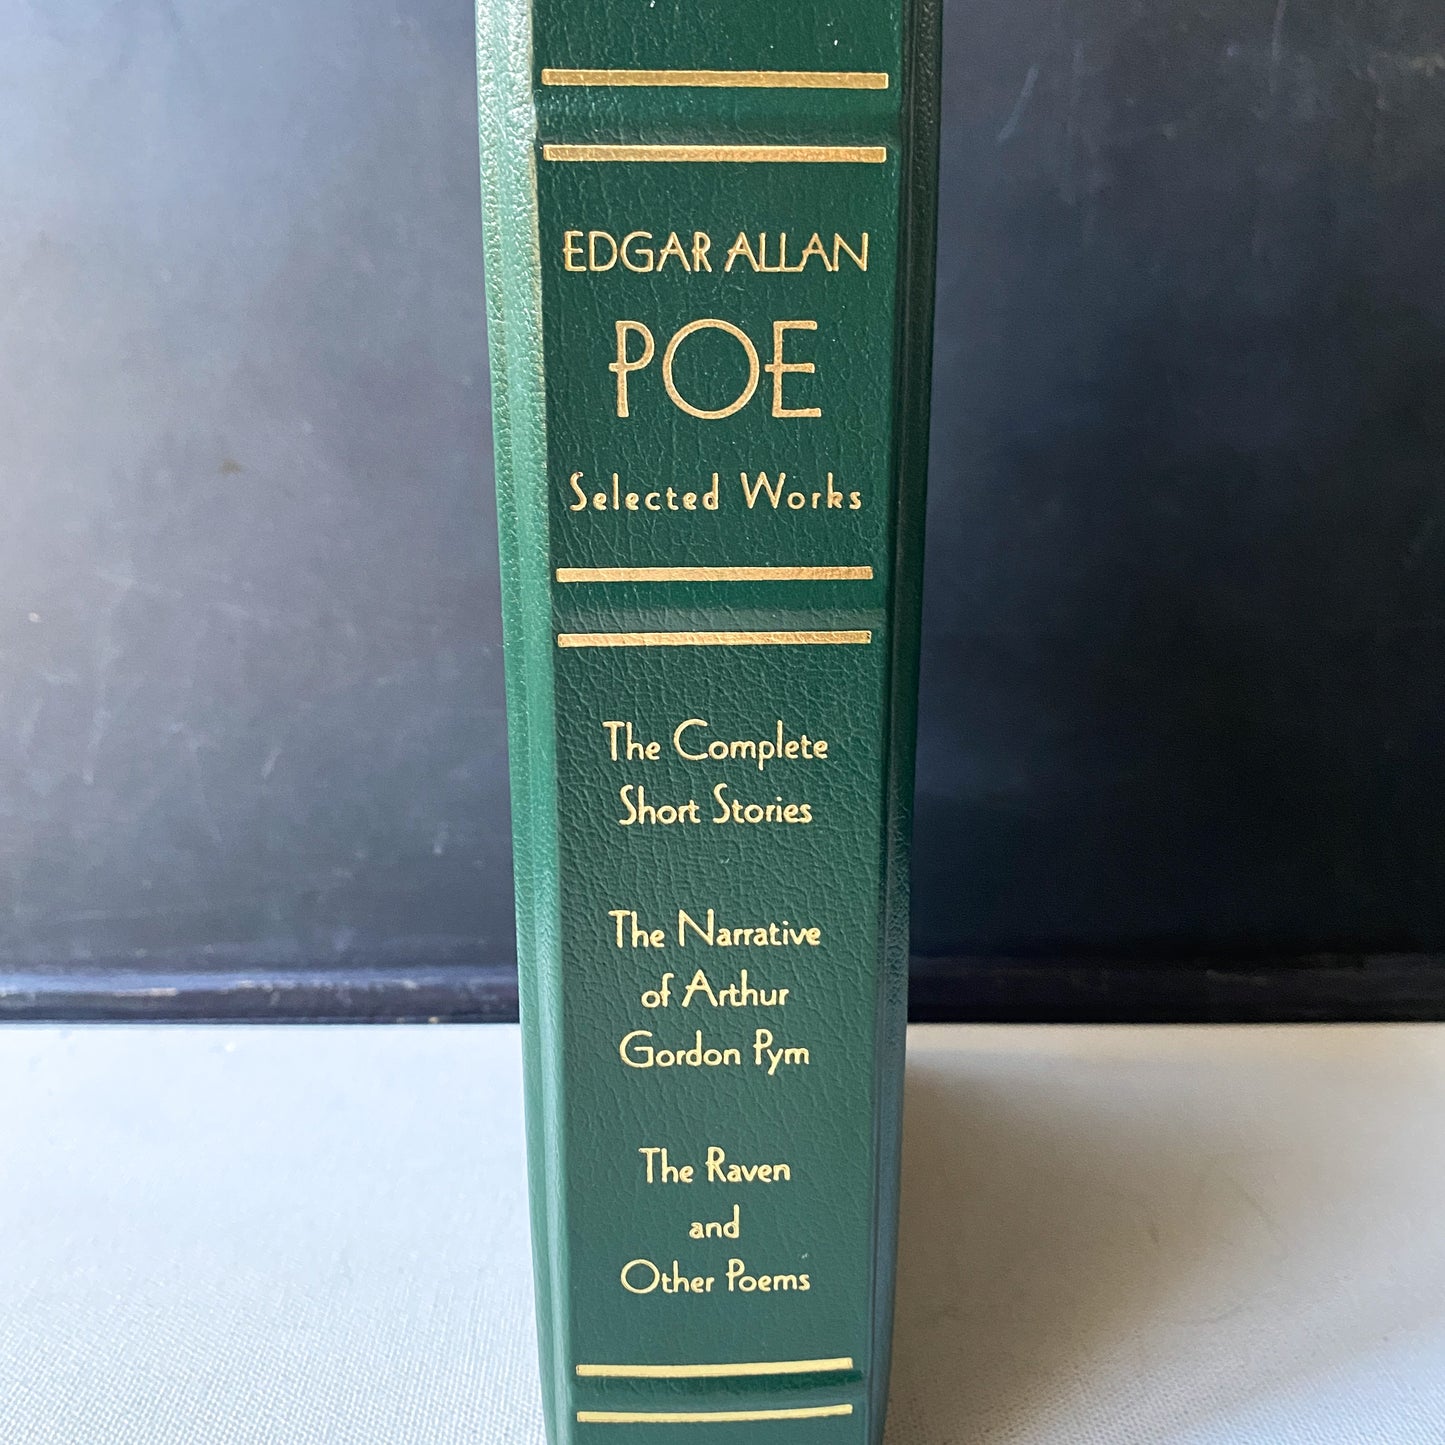 EDGAR ALLAN
POE
Selected Works
The Complete
Short Stories
The Narrative
of Arthur
Gordon Pym
The Raven
and
Other Poems